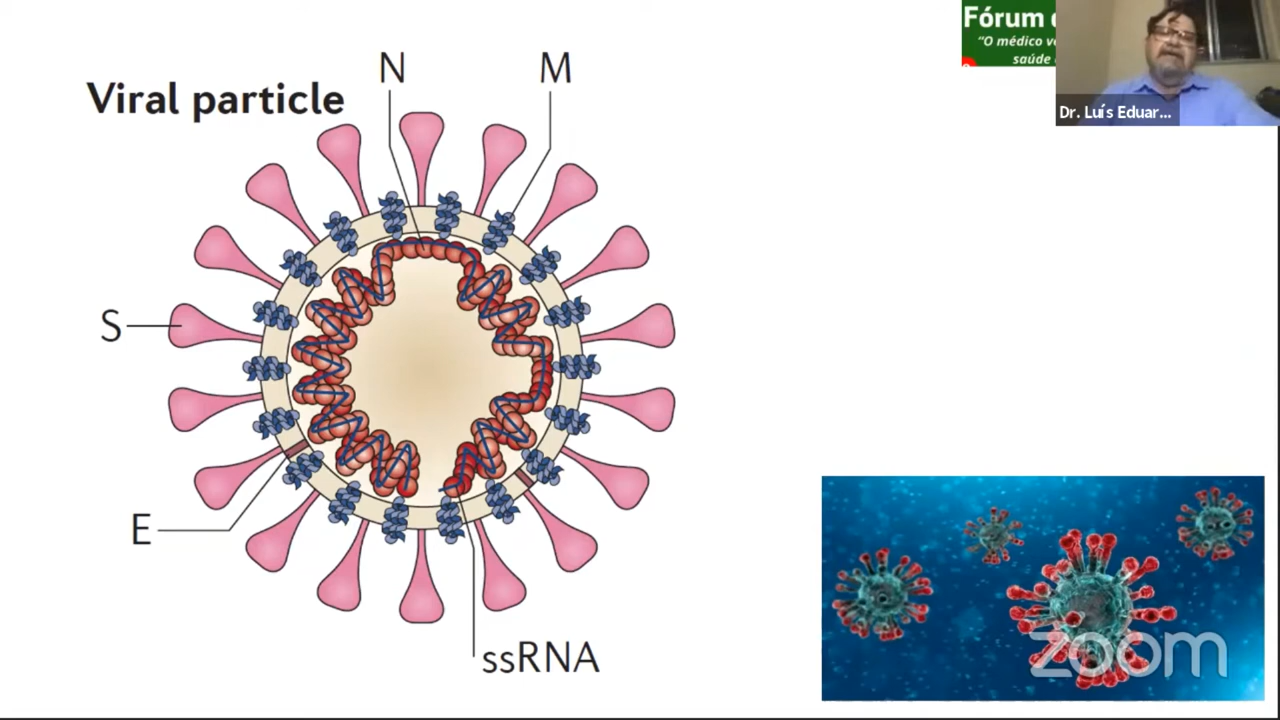 Viral particle
N
M
S
E
ssRNA
Fórum
"O médico
saúde
Dr. Luís Eduar...
zoom